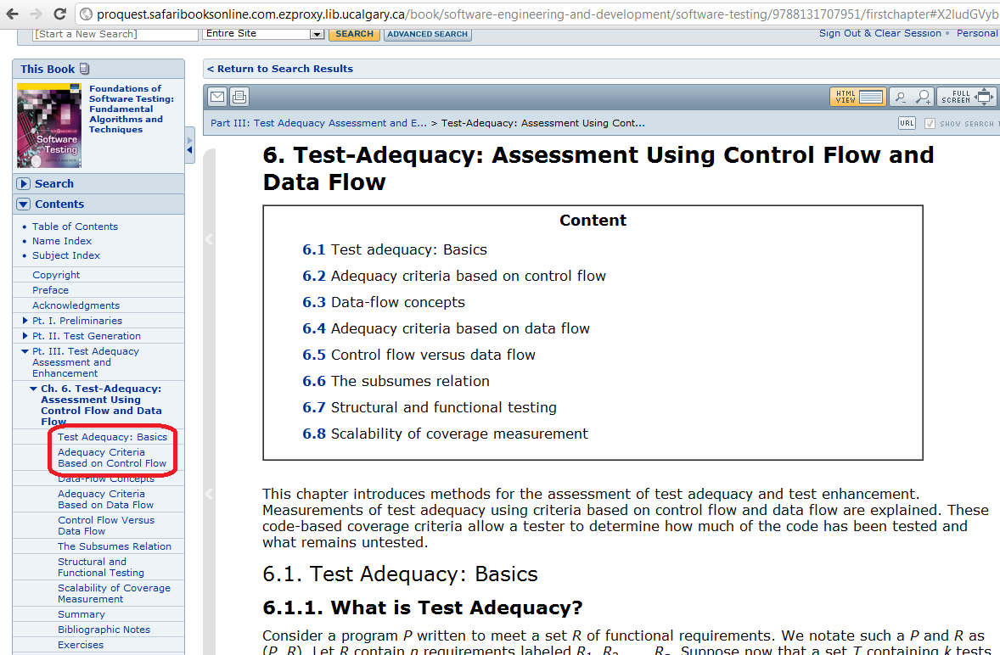 proquest.safaribooksonline.com.ezproxy.lib.ucalgary.ca/book/software-engineering-and-development/software-testing/9788131707951/firstchapter#X2ludGVyb
[Start a New Search]
Entire Site
SEARCH
ADVANCED SEARCH
Sign Out & Clear Session • Personal
This Book
Foundations of
Software Testing:
Fundamental
Algorithms and
Techniques
Software
Testing
Search
Contents
• Table of Contents
• Name Index
• Subject Index
Copyright
Preface
Acknowledgments
Pt. I. Preliminaries
Pt. II. Test Generation
Pt. III. Test Adequacy
Assessment and
Enhancement
Ch. 6. Test-Adequacy:
Assessment Using
Control Flow and Data
Flow
Test Adequacy: Basics
Adequacy Criteria
Based on Control Flow
Data-Flow Concepts
Adequacy Criteria
Based on Data Flow
Control Flow Versus
Data Flow
The Subsumes Relation
Structural and
Functional Testing
Scalability of Coverage
Measurement
Summary
Bibliographic Notes
Exercises
< Return to Search Results
HTML
VIEW
FULL
SCREEN
Part III: Test Adequacy Assessment and E... > Test-Adequacy: Assessment Using Cont...
URL
SHOW SEARCH
6. Test-Adequacy: Assessment Using Control Flow and
Data Flow
Content
6.1 Test adequacy: Basics
6.2 Adequacy criteria based on control flow
6.3 Data-flow concepts
6.4 Adequacy criteria based on data flow
6.5 Control flow versus data flow
6.6 The subsumes relation
6.7 Structural and functional testing
6.8 Scalability of coverage measurement
This chapter introduces methods for the assessment of test adequacy and test enhancement.
Measurements of test adequacy using criteria based on control flow and data flow are explained. These
code-based coverage criteria allow a tester to determine how much of the code has been tested and
what remains untested.
6.1. Test Adequacy: Basics
6.1.1. What is Test Adequacy?
Consider a program P written to meet a set R of functional requirements. We notate such a P and R as
(P, R). Let R contain n requirements labeled R1, R2, ..., Rn. Suppose now that a set T containing k tests